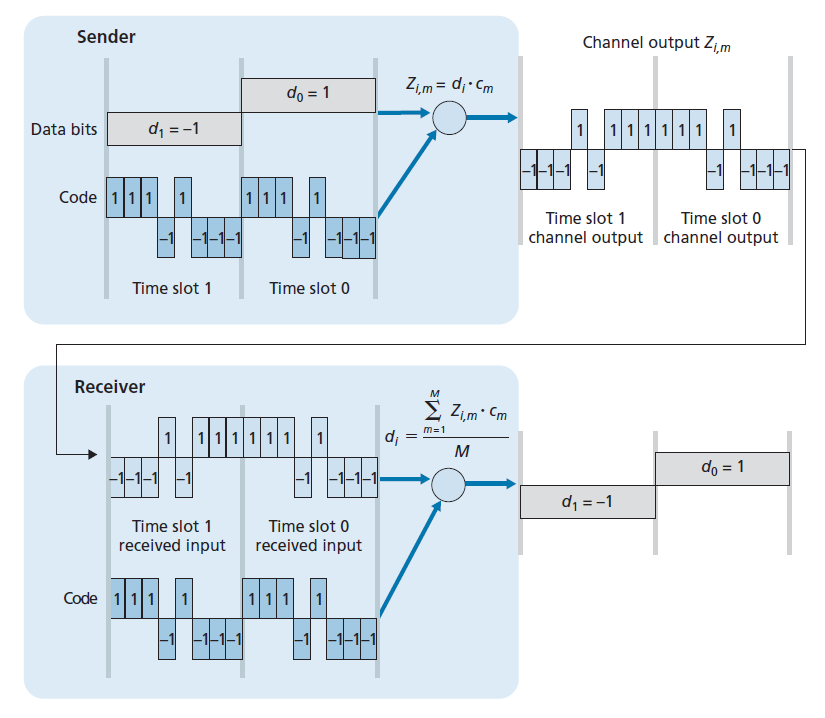 Sender
Channel output Z_{i,m}
Z_{i,m} = d_i · c_m
d_0 = 1
Data bits
d_1 = –1
1 1 1 1 1 1 1 1
–1 –1 –1 –1 –1 –1 –1 –1
Code
1 1 1 1 1 1 1 1
–1 –1 –1 –1 –1 –1 –1 –1
Time slot 1
channel output
Time slot 0
channel output
Time slot 1
Time slot 0
Receiver
1 1 1 1 1 1 1 1
–1 –1 –1 –1 –1 –1 –1 –1
d_i = \frac{\sum_{m=1}^{M} Z_{i,m} · c_m}{M}
d_0 = 1
d_1 = –1
Time slot 1
received input
Time slot 0
received input
Code
1 1 1 1 1 1 1 1
–1 –1 –1 –1 –1 –1 –1 –1